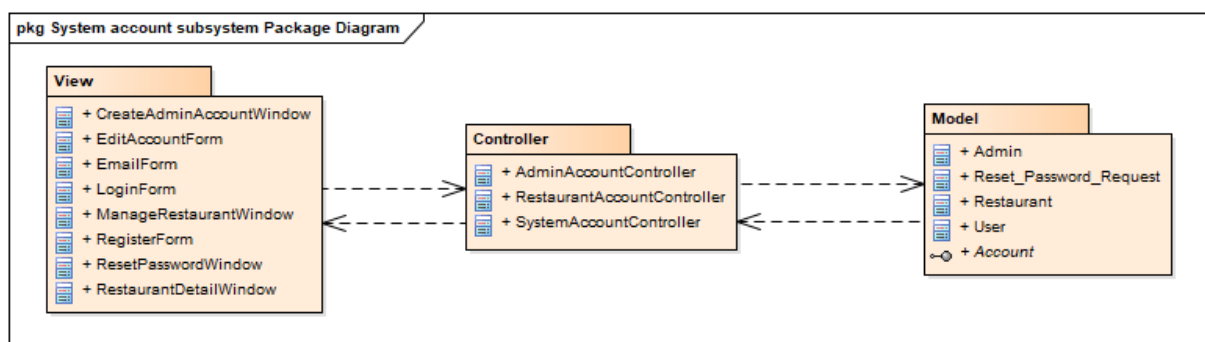 pkg System account subsystem Package Diagram
View
+ CreateAdminAccountWindow
+ EditAccountForm
+ EmailForm
+ LoginForm
+ ManageRestaurantWindow
+ RegisterForm
+ ResetPasswordWindow
+ RestaurantDetailWindow
Controller
+ AdminAccountController
+ RestaurantAccountController
+ SystemAccountController
Model
+ Admin
+ Reset_Password_Request
+ Restaurant
+ User
+ Account